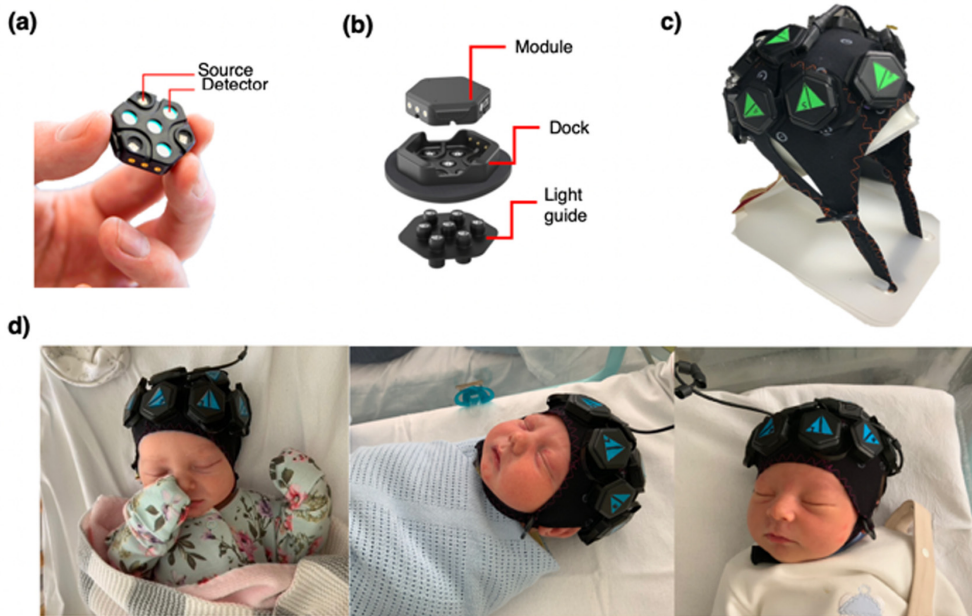 (a)
Source
Detector
(b)
Module
Dock
Light
guide
c)
d)